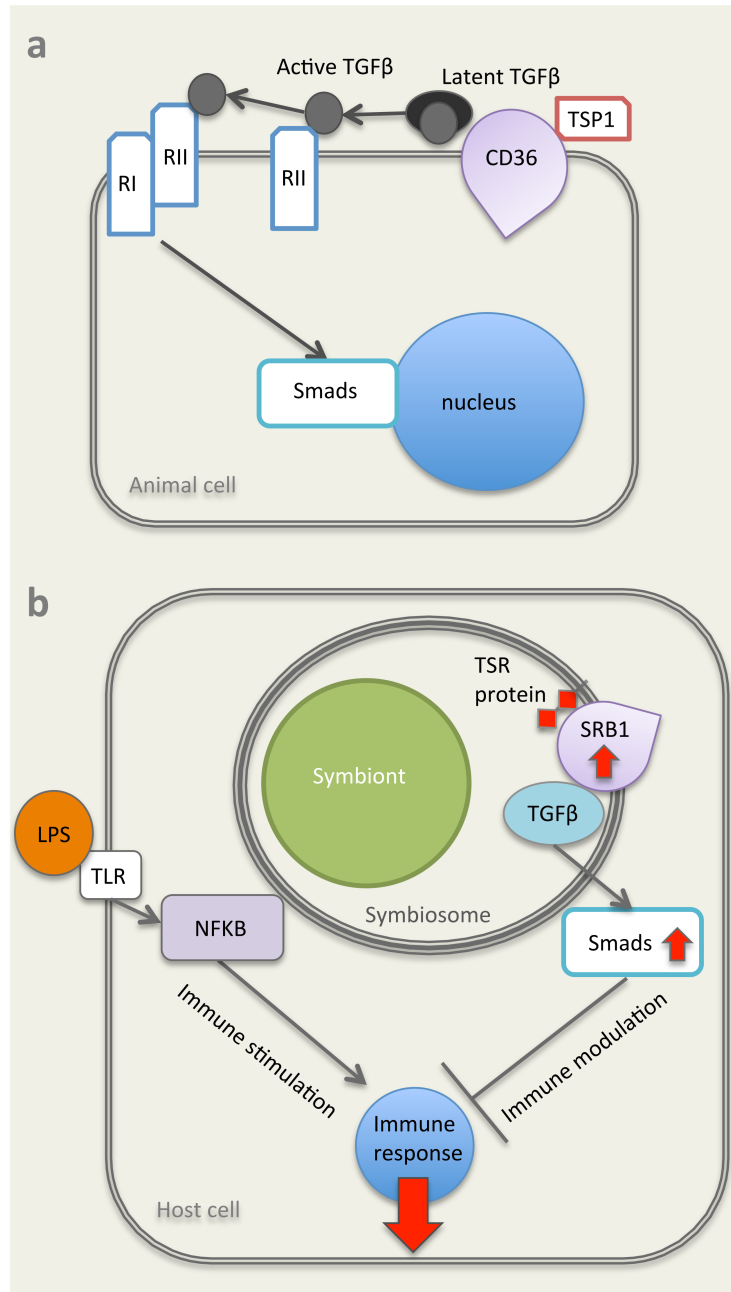 a
Active TGFβ
Latent TGFβ
TSP1
CD36
RII
RI
RII
Smads
nucleus
Animal cell
b
TSR
protein
SRB1
Symbiont
TGFβ
LPS
TLR
NFKB
Symbiosome
Smads
Immune stimulation
Immune modulation
Immune
response
Host cell